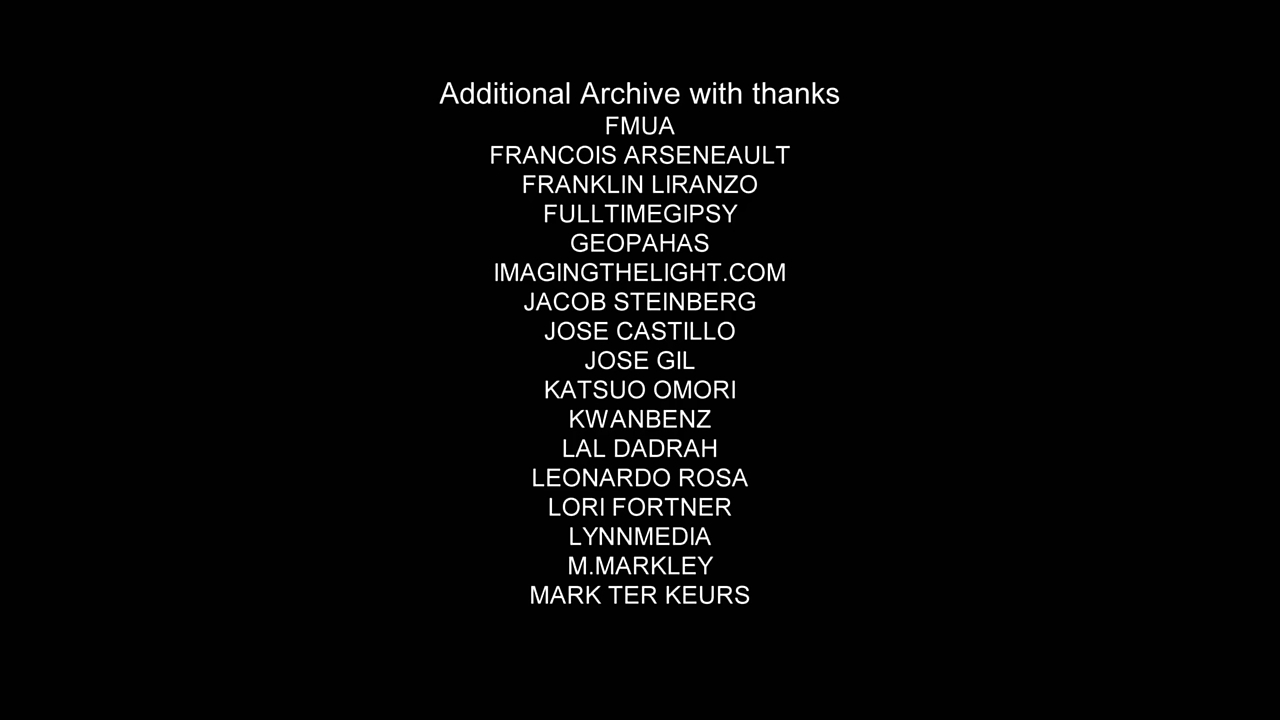 Additional Archive with thanks
FMUA
FRANCOIS ARSENEAULT
FRANKLIN LIRANZO
FULLTIMEGIPSY
GEOPAHAS
IMAGINGTHELIGHT.COM
JACOB STEINBERG
JOSE CASTILLO
JOSE GIL
KATSUO OMORI
KWANBENZ
LAL DADRAH
LEONARDO ROSA
LORI FORTNER
LYNNMEDIA
M.MARKLEY
MARK TER KEURS